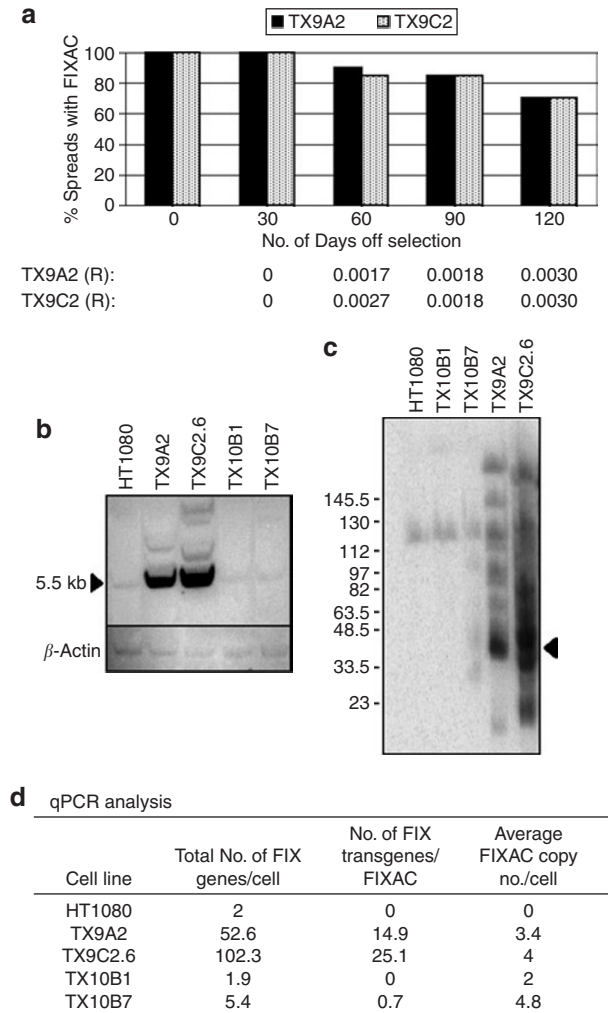 a
TX9A2 TX9C2
% Spreads with FIXAC
100
80
60
40
20
0
0 30 60 90 120
No. of Days off selection
TX9A2 (R): 0 0.0017 0.0018 0.0030
TX9C2 (R): 0 0.0027 0.0018 0.0030
b
HT1080 TX9A2 TX9C2.6 TX10B1 TX10B7
5.5 kb
β-Actin
c
HT1080 TX10B1 TX10B7 TX9A2 TX9C2.6
145.5
130
112
97
82
63.5
48.5
33.5
23
d qPCR analysis
Cell line Total No. of FIX genes/cell No. of FIX transgenes/FIXAC Average FIXAC copy no./cell
HT1080 2 0 0
TX9A2 52.6 14.9 3.4
TX9C2.6 102.3 25.1 4
TX10B1 1.9 0 2
TX10B7 5.4 0.7 4.8